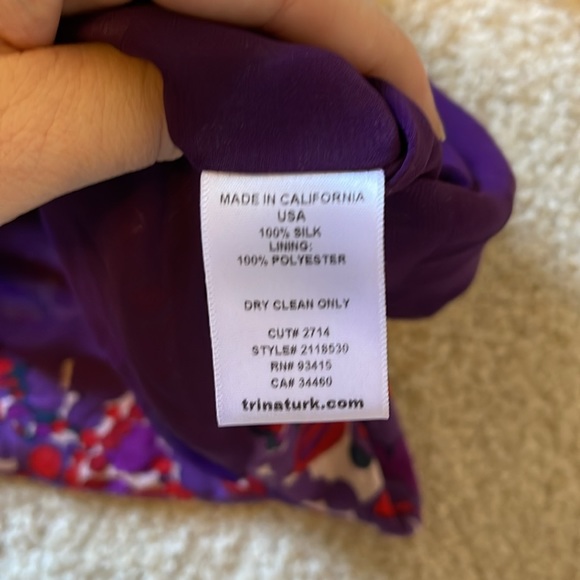 MADE IN CALIFORNIA
USA
100% SILK
LINING:
100% POLYESTER
DRY CLEAN ONLY
CUT# 2714
STYLE# 2118530
RN# 93415
CA# 34460
trinaturk.com